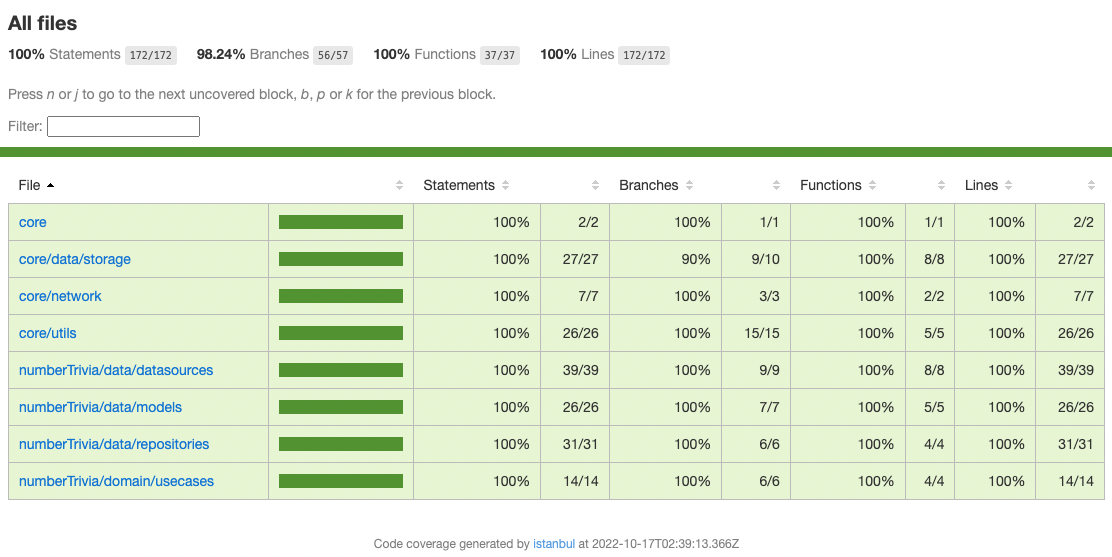 All files
100% Statements 172/172 98.24% Branches 56/57 100% Functions 37/37 100% Lines 172/172
Press n or j to go to the next uncovered block, b, p or k for the previous block.
Filter:
File Statements Branches Functions Lines
core 100% 2/2 100% 1/1 100% 1/1 100% 2/2
core/data/storage 100% 27/27 90% 9/10 100% 8/8 100% 27/27
core/network 100% 7/7 100% 3/3 100% 2/2 100% 7/7
core/utils 100% 26/26 100% 15/15 100% 5/5 100% 26/26
numberTrivia/data/datasources 100% 39/39 100% 9/9 100% 8/8 100% 39/39
numberTrivia/data/models 100% 26/26 100% 7/7 100% 5/5 100% 26/26
numberTrivia/data/repositories 100% 31/31 100% 6/6 100% 4/4 100% 31/31
numberTrivia/domain/usecases 100% 14/14 100% 6/6 100% 4/4 100% 14/14
Code coverage generated by istanbul at 2022-10-17T02:39:13.366Z